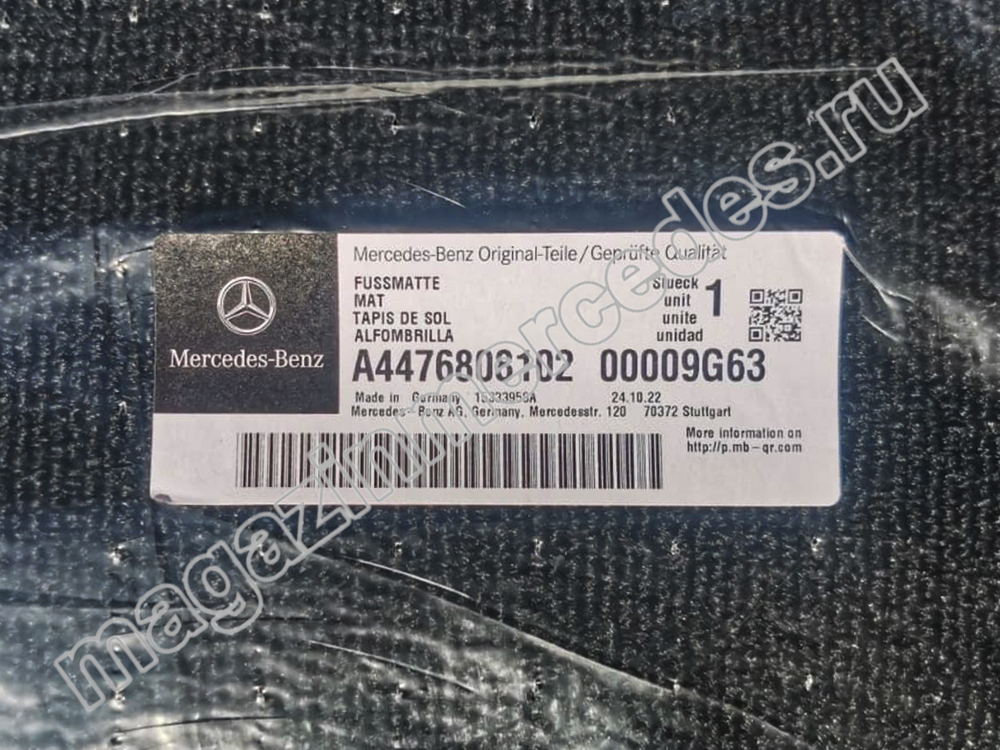 Mercedes-Benz Original-Teile/Geprüfte Qualität
FUSSMATTE
MAT
TAPIS DE SOL
ALFOMBRILLA
Stueck
unit
unite
unidad
1
Mercedes-Benz
A4476806102 00009G63
Made in Germany 24.10.22
Mercedes-Benz AG, Germany, Mercedesstr. 120 70372 Stuttgart
More information on
http://p.mb-qr.com
magazinmercedes.ru